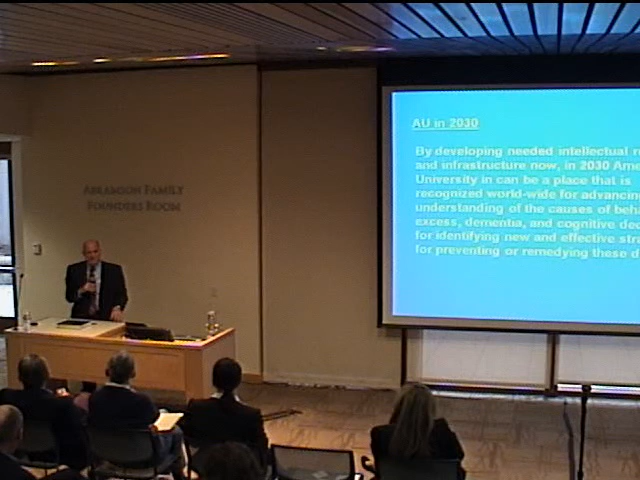 ABRAMSON FAMILY
FOUNDERS ROOM
AU in 2030
By developing needed intellectual r
and infrastructure now, in 2030 Ame
University in can be a place that is
recognized world-wide for advancing
understanding of the causes of beh
excess, dementia, and cognitive dec
for identifying new and effective stra
for preventing or remedying these d